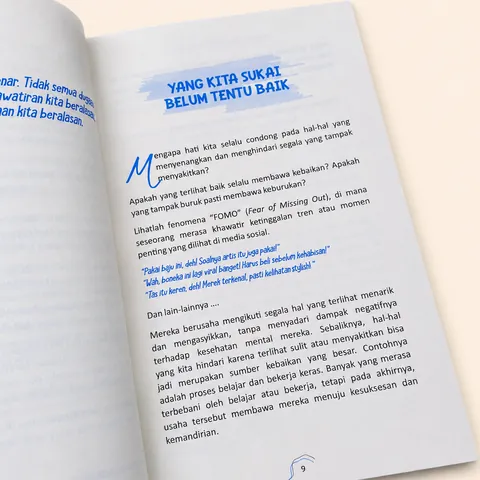 nar. Tidak semua dugaan
watiran kita beralasan,
an kita beralasan.
YANG KITA SUKAI
BELUM TENTU BAIK
Mengapa hati kita selalu condong pada hal-hal yang
menyenangkan dan menghindari segala yang tampak
menyakitkan?
Apakah yang terlihat baik selalu membawa kebaikan? Apakah
yang tampak buruk pasti membawa keburukan?
Lihatlah fenomena "FOMO" (Fear of Missing Out), di mana
seseorang merasa khawatir ketinggalan tren atau momen
penting yang dilihat di media sosial.
"Pakai baju ini, deh! Soalnya artis itu juga pakai!"
"Wah, boneka ini lagi viral banget! Harus beli sebelum kehabisan!"
"Tas itu keren, deh! Merek terkenal, pasti kelihatan stylish!"
Dan lain-lainnya ....
Mereka berusaha mengikuti segala hal yang terlihat menarik
dan mengasyikkan, tanpa menyadari dampak negatifnya
terhadap kesehatan mental mereka. Sebaliknya, hal-hal
yang kita hindari karena terlihat sulit atau menyakitkan bisa
jadi merupakan sumber kebaikan yang besar. Contohnya
adalah proses belajar dan bekerja keras. Banyak yang merasa
terbebani oleh belajar atau bekerja, tetapi pada akhirnya,
usaha tersebut membawa mereka menuju kesuksesan dan
kemandirian.
9